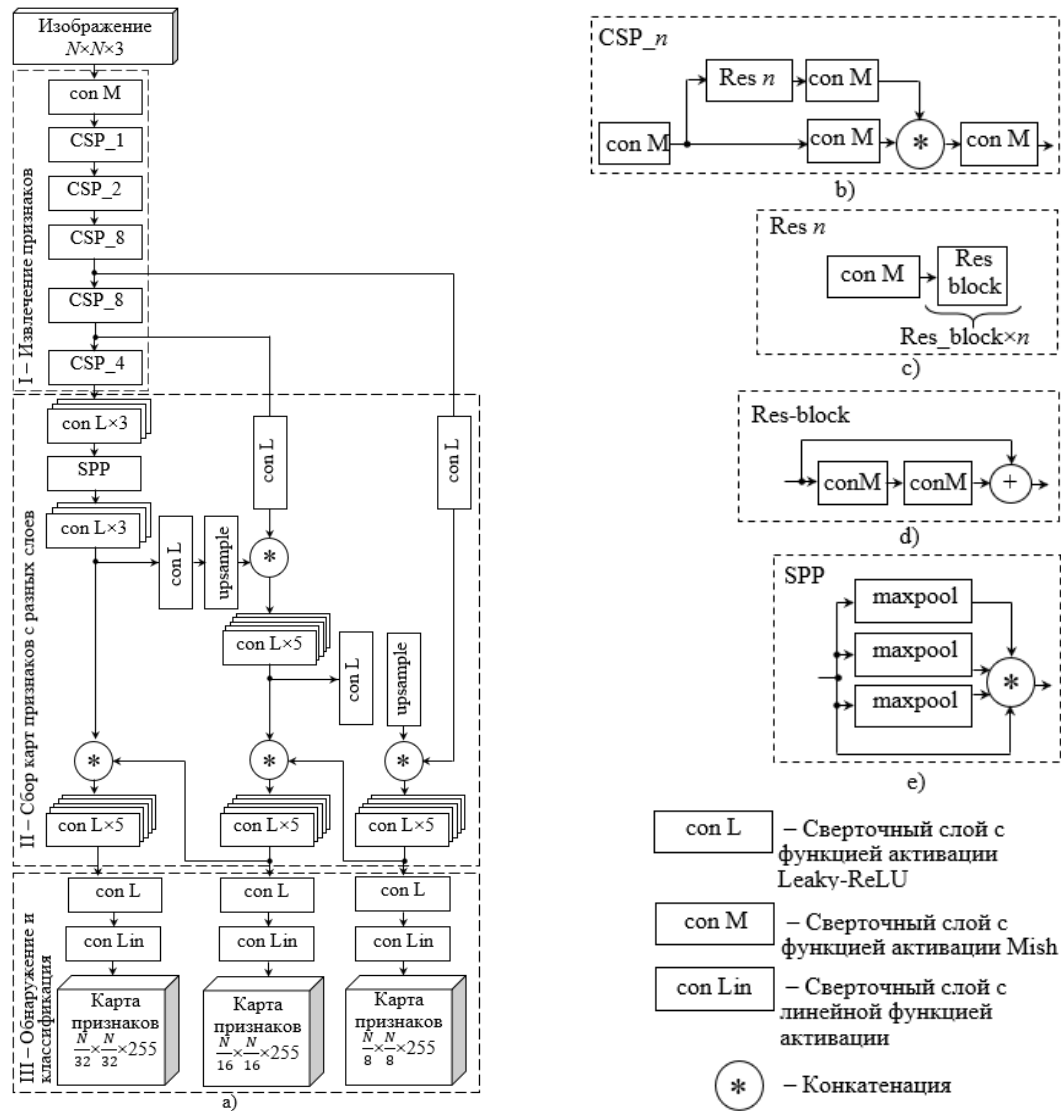 Изображение
N×N×3
I – Извлечение признаков
con M
CSP_1
CSP_2
CSP_8
CSP_8
CSP_4
II – Сбор карт признаков с разных слоев
con L×3
SPP
con L×3
con L
upsample
con L
*
con L
con L×5
con L
upsample
*
*
*
con L×5
con L×5
con L×5
III – Обнаружение и
классификация
con L
con L
con L
con Lin
con Lin
con Lin
Карта
признаков
N/32×N/32×255
Карта
признаков
N/16×N/16×255
Карта
признаков
N/8×N/8×255
a)
CSP_n
Res n
con M
con M
con M
*
con M
b)
Res n
con M
Res
block
Res_block×n
c)
Res-block
conM
conM
+
d)
SPP
maxpool
maxpool
maxpool
*
e)
con L
– Сверточный слой с
функцией активации
Leaky-ReLU
con M
– Сверточный слой с
функцией активации Mish
con Lin
– Сверточный слой с
линейной функцией
активации
*
– Конкатенация